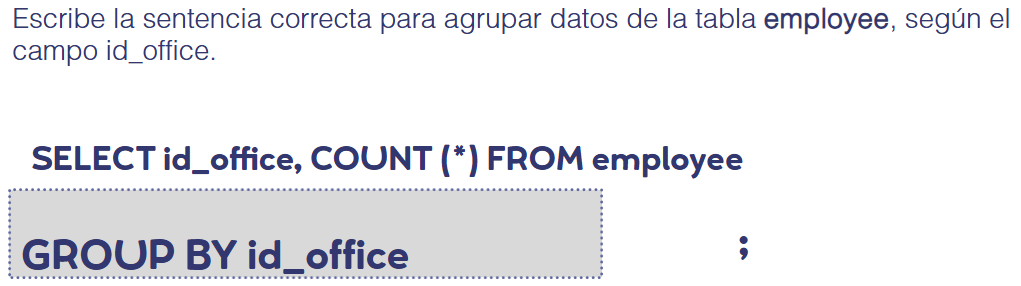 Escribe la sentencia correcta para agrupar datos de la tabla employee, según el
campo id_office.
SELECT id_office, COUNT (*) FROM employee
GROUP BY id_office ;